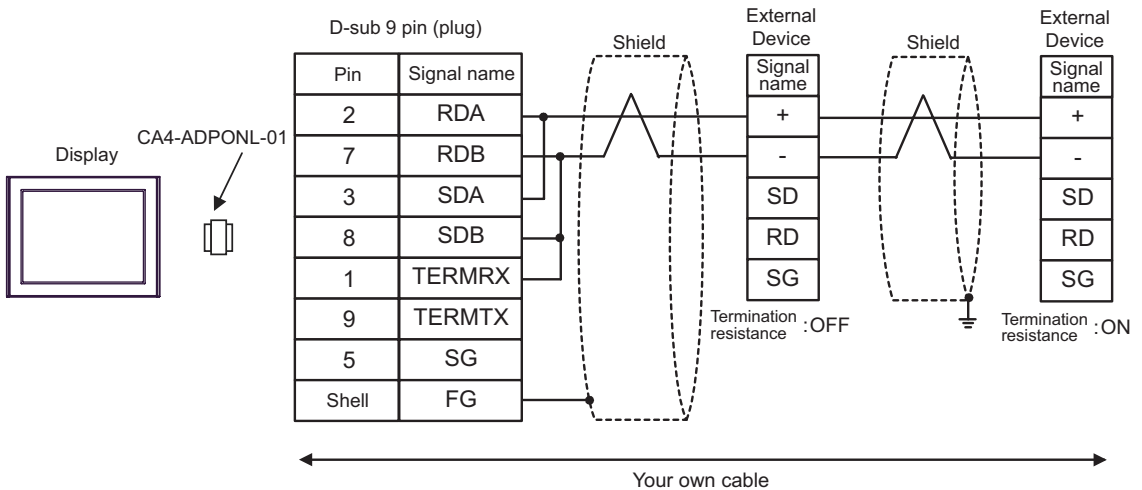 D-sub 9 pin (plug)
Shield
External
Device
Shield
External
Device
Pin Signal name
2 RDA
7 RDB
3 SDA
8 SDB
1 TERMRX
9 TERMTX
5 SG
Shell FG
Display
CA4-ADPONL-01
Signal
name
+
-
SD
RD
SG
Termination
resistance :OFF
Signal
name
+
-
SD
RD
SG
Termination
resistance :ON
Your own cable